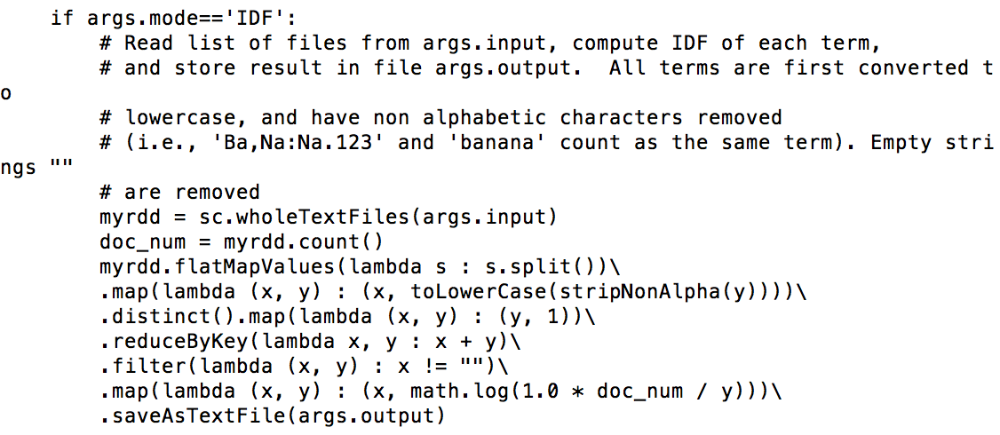 if args.mode=='IDF':
        # Read list of files from args.input, compute IDF of each term,
        # and store result in file args.output.  All terms are first converted t
o
        # lowercase, and have non alphabetic characters removed
        # (i.e., 'Ba,Na:Na.123' and 'banana' count as the same term). Empty stri
ngs ""
        # are removed
        myrdd = sc.wholeTextFiles(args.input)
        doc_num = myrdd.count()
        myrdd.flatMapValues(lambda s : s.split())\
        .map(lambda (x, y) : (x, toLowerCase(stripNonAlpha(y))))\
        .distinct().map(lambda (x, y) : (y, 1))\
        .reduceByKey(lambda x, y : x + y)\
        .filter(lambda (x, y) : x != "")\
        .map(lambda (x, y) : (x, math.log(1.0 * doc_num / y)))\
        .saveAsTextFile(args.output)